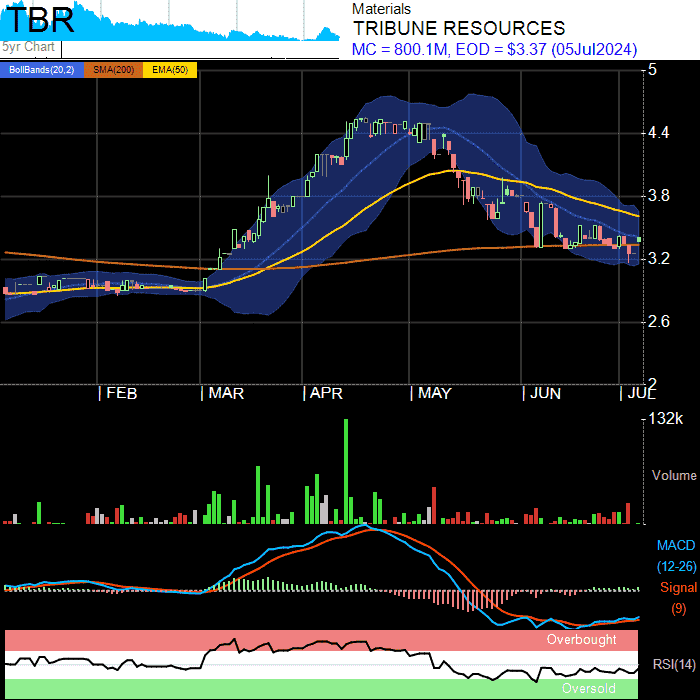 TBR
5yr Chart
Materials
TRIBUNE RESOURCES
MC = 800.1M, EOD = $3.37 (05Jul2024)
BollBands(20,2) SMA(200) EMA(50)
5
4.4
3.8
3.2
2.6
2
FEB MAR APR MAY JUN JUL
132k
Volume
MACD
(12-26)
Signal
(9)
Overbought
RSI(14)
Oversold